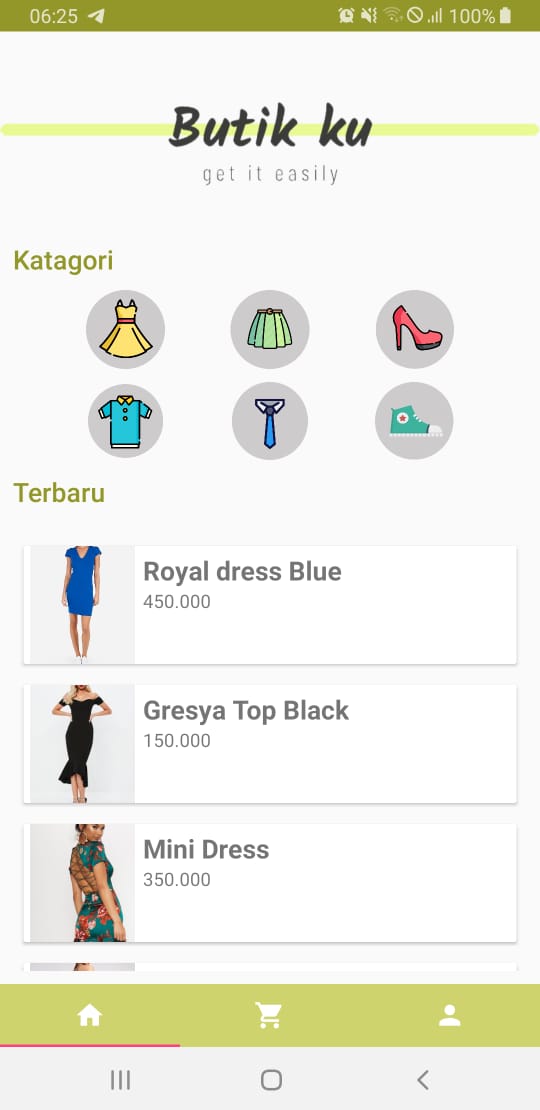 06:25
100%
Butik ku
get it easily
Katagori
Terbaru
Royal dress Blue
450.000
Gresya Top Black
150.000
Mini Dress
350.000